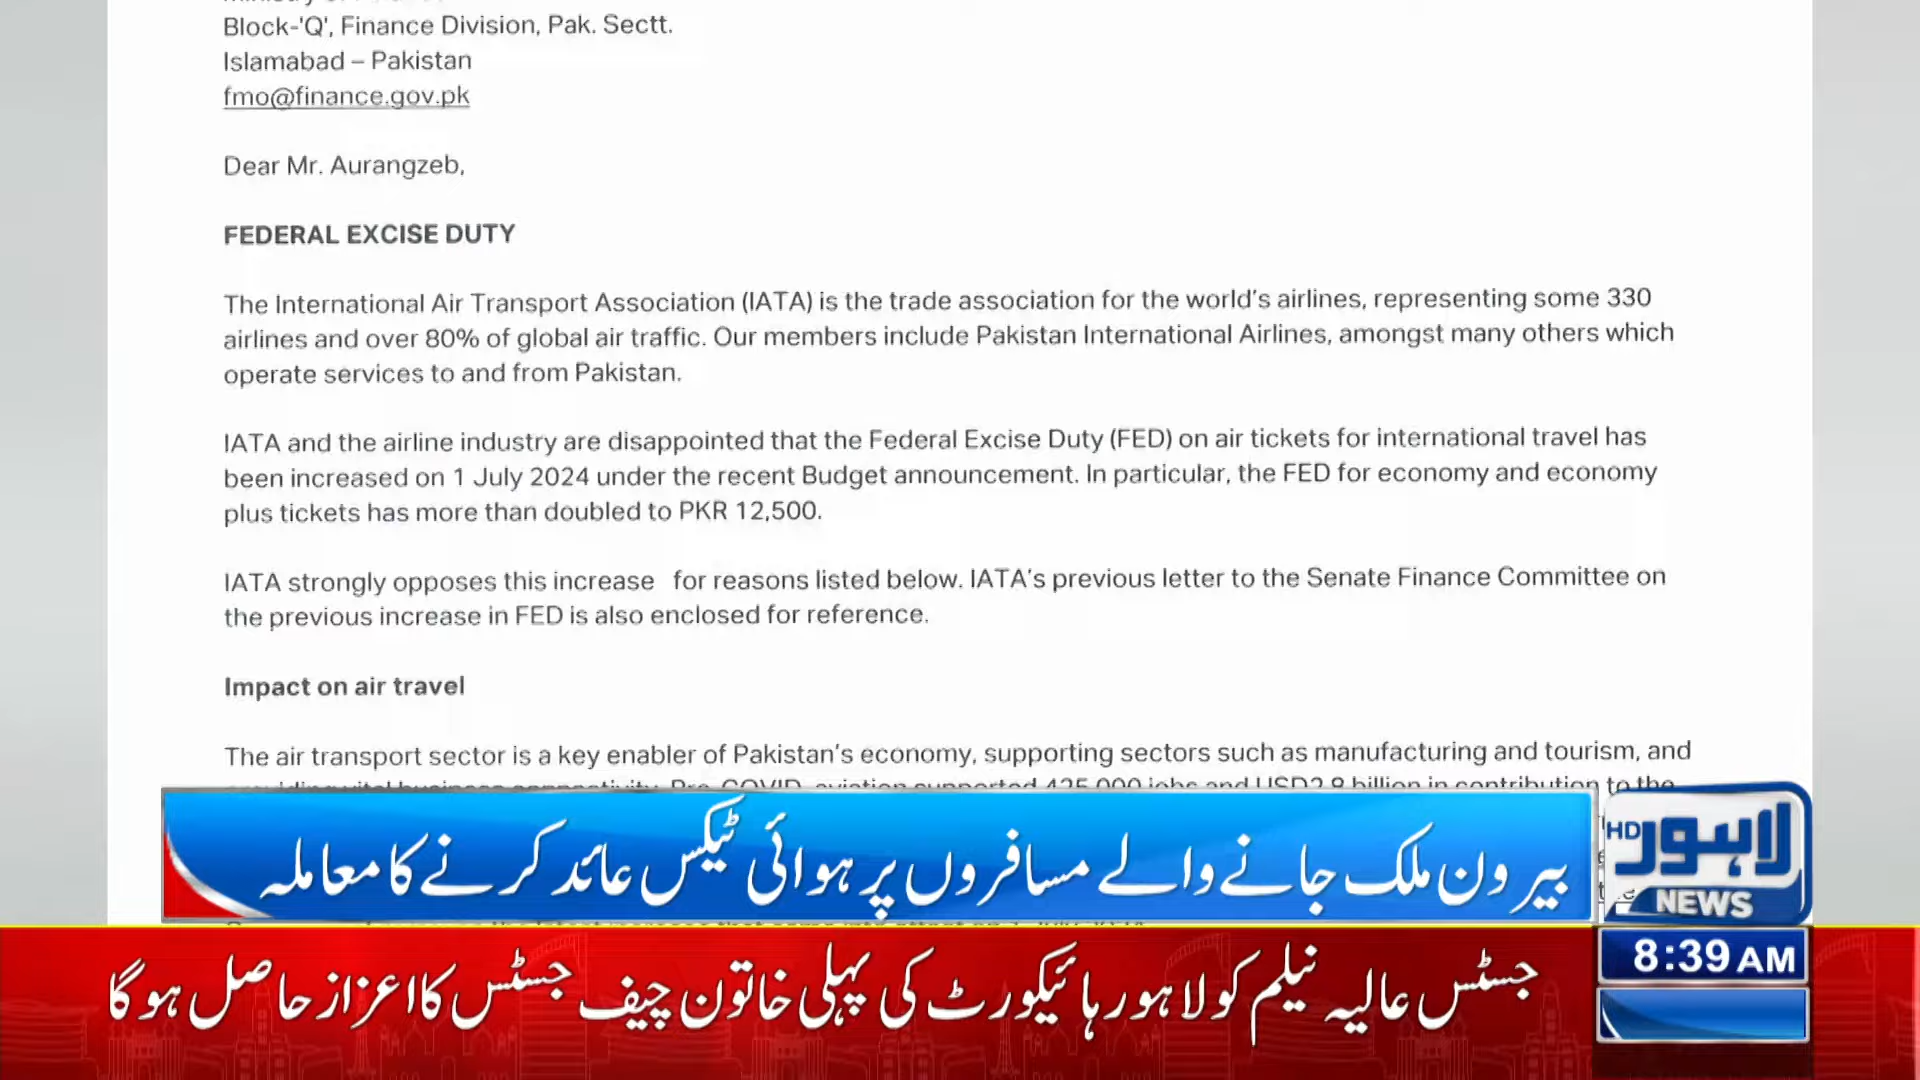 Block-'Q', Finance Division, Pak. Sectt.
Islamabad – Pakistan
fmo@finance.gov.pk
Dear Mr. Aurangzeb,
FEDERAL EXCISE DUTY
The International Air Transport Association (IATA) is the trade association for the world's airlines, representing some 330
airlines and over 80% of global air traffic. Our members include Pakistan International Airlines, amongst many others which
operate services to and from Pakistan.
IATA and the airline industry are disappointed that the Federal Excise Duty (FED) on air tickets for international travel has
been increased on 1 July 2024 under the recent Budget announcement. In particular, the FED for economy and economy
plus tickets has more than doubled to PKR 12,500.
IATA strongly opposes this increase for reasons listed below. IATA's previous letter to the Senate Finance Committee on
the previous increase in FED is also enclosed for reference.
Impact on air travel
The air transport sector is a key enabler of Pakistan's economy, supporting sectors such as manufacturing and tourism, and
بیرون ملک جانے والے مسافروں پر ہوائی ٹیکس عائد کرنے کا معاملہ
لاہور HD
NEWS
8:39 AM
جسٹس عالیہ نیلم کو لاہور ہائیکورٹ کی پہلی خاتون چیف جسٹس کا اعزاز حاصل ہوگا